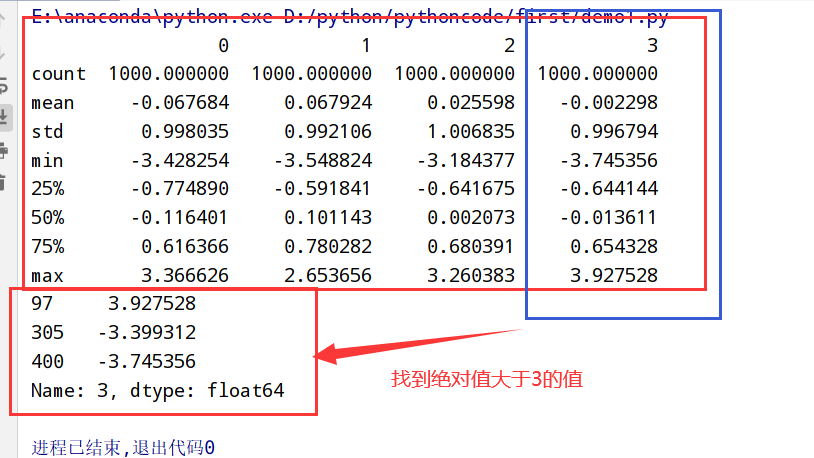 E:\anaconda\python.exe D:/python/pythoncode/first/demo1.py
0 1 2 3
count 1000.000000 1000.000000 1000.000000 1000.000000
mean -0.067684 0.067924 0.025598 -0.002298
std 0.998035 0.992106 1.006835 0.996794
min -3.428254 -3.548824 -3.184377 -3.745356
25% -0.774890 -0.591841 -0.641675 -0.644144
50% -0.116401 0.101143 0.002073 -0.013611
75% 0.616366 0.780282 0.680391 0.654328
max 3.366626 2.653656 3.260383 3.927528
97 3.927528
305 -3.399312
400 -3.745356
Name: 3, dtype: float64
找到绝对值大于3的值
进程已结束,退出代码0